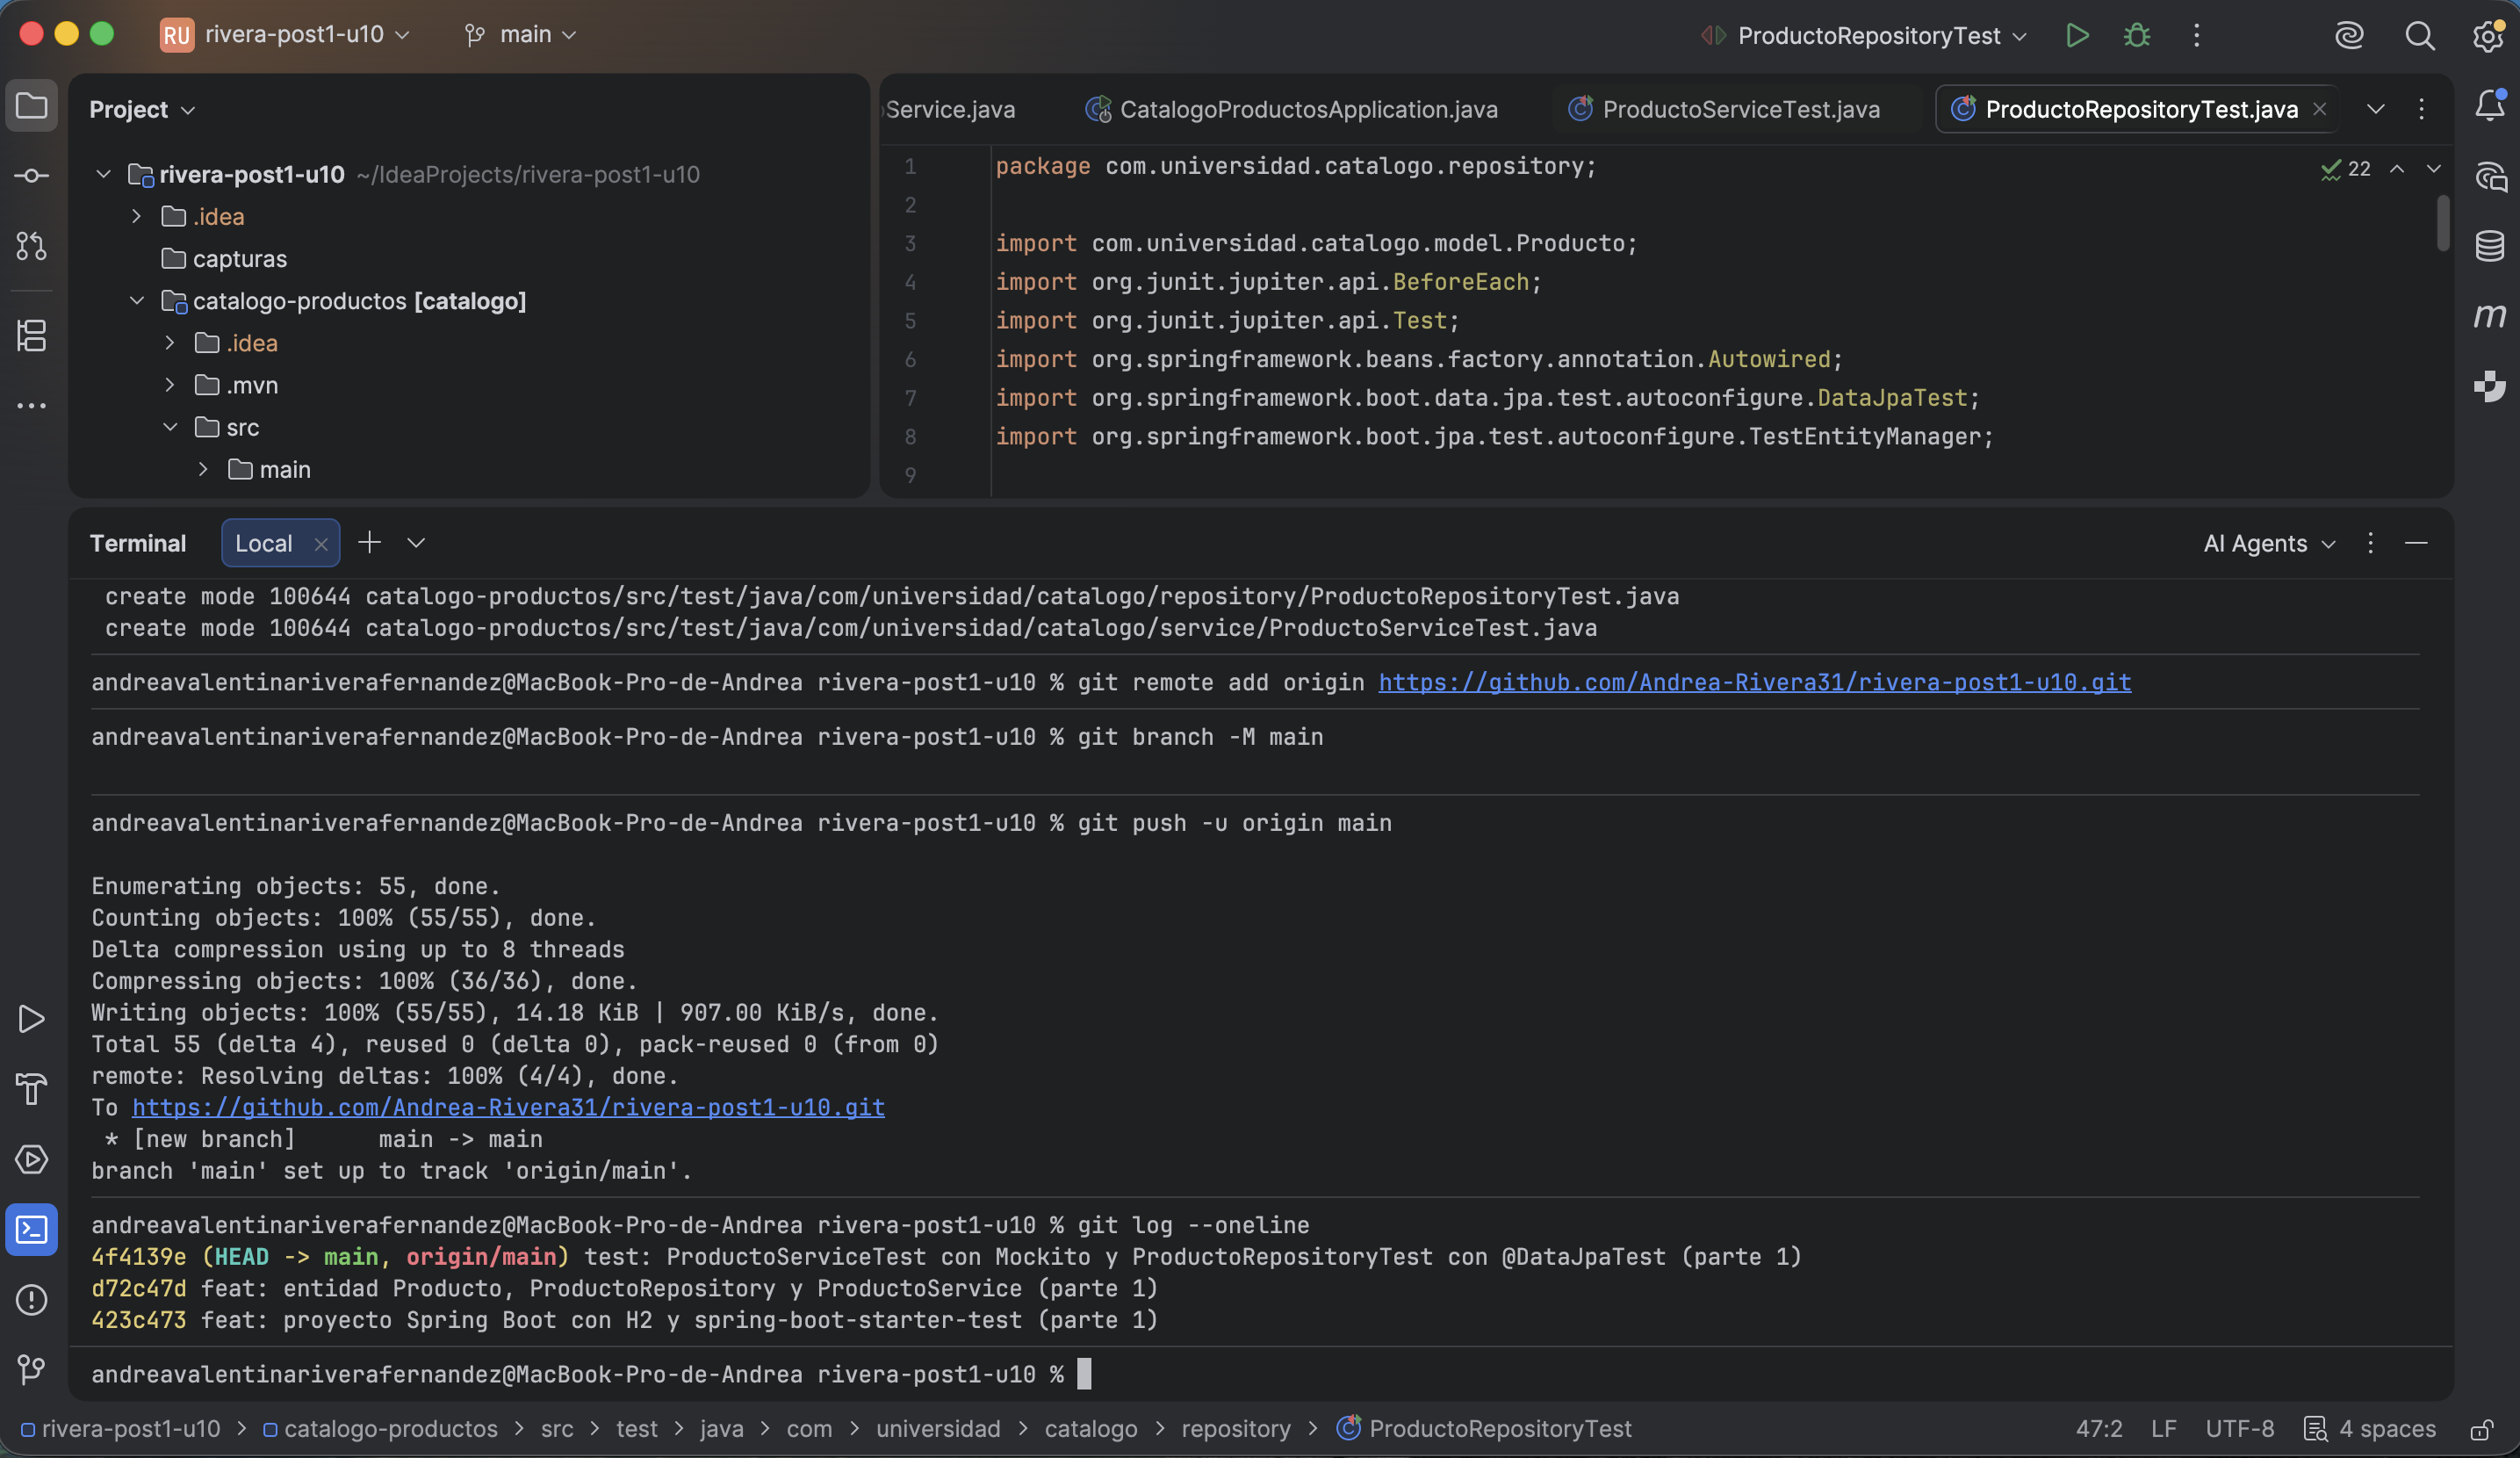 RU rivera-post1-u10 main ProductoRepositoryTest
Project
rivera-post1-u10 ~/IdeaProjects/rivera-post1-u10
.idea
capturas
catalogo-productos [catalogo]
.idea
.mvn
src
main
Service.java CatalogoProductosApplication.java ProductoServiceTest.java ProductoRepositoryTest.java
22
1 package com.universidad.catalogo.repository;
2
3 import com.universidad.catalogo.model.Producto;
4 import org.junit.jupiter.api.BeforeEach;
5 import org.junit.jupiter.api.Test;
6 import org.springframework.beans.factory.annotation.Autowired;
7 import org.springframework.boot.data.jpa.test.autoconfigure.DataJpaTest;
8 import org.springframework.boot.jpa.test.autoconfigure.TestEntityManager;
9
m
Terminal Local AI Agents
create mode 100644 catalogo-productos/src/test/java/com/universidad/catalogo/repository/ProductoRepositoryTest.java
create mode 100644 catalogo-productos/src/test/java/com/universidad/catalogo/service/ProductoServiceTest.java
andreavalentinariverafernandez@MacBook-Pro-de-Andrea rivera-post1-u10 % git remote add origin https://github.com/Andrea-Rivera31/rivera-post1-u10.git
andreavalentinariverafernandez@MacBook-Pro-de-Andrea rivera-post1-u10 % git branch -M main
andreavalentinariverafernandez@MacBook-Pro-de-Andrea rivera-post1-u10 % git push -u origin main
Enumerating objects: 55, done.
Counting objects: 100% (55/55), done.
Delta compression using up to 8 threads
Compressing objects: 100% (36/36), done.
Writing objects: 100% (55/55), 14.18 KiB | 907.00 KiB/s, done.
Total 55 (delta 4), reused 0 (delta 0), pack-reused 0 (from 0)
remote: Resolving deltas: 100% (4/4), done.
To https://github.com/Andrea-Rivera31/rivera-post1-u10.git
* [new branch]      main -> main
branch 'main' set up to track 'origin/main'.
andreavalentinariverafernandez@MacBook-Pro-de-Andrea rivera-post1-u10 % git log --oneline
4f4139e (HEAD -> main, origin/main) test: ProductoServiceTest con Mockito y ProductoRepositoryTest con @DataJpaTest (parte 1)
d72c47d feat: entidad Producto, ProductoRepository y ProductoService (parte 1)
423c473 feat: proyecto Spring Boot con H2 y spring-boot-starter-test (parte 1)
andreavalentinariverafernandez@MacBook-Pro-de-Andrea rivera-post1-u10 %
rivera-post1-u10 > catalogo-productos > src > test > java > com > universidad > catalogo > repository > ProductoRepositoryTest 47:2 LF UTF-8 4 spaces